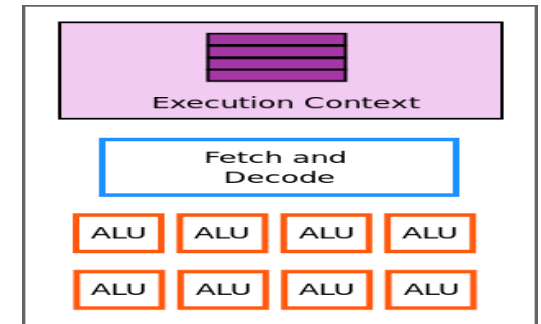 Execution Context
Fetch and
Decode
ALU ALU ALU ALU
ALU ALU ALU ALU